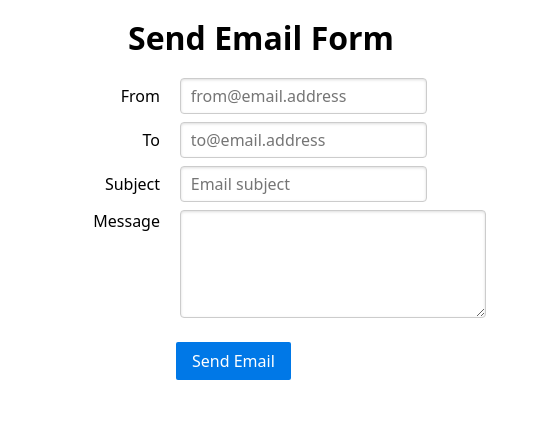 Send Email Form
From from@email.address
To to@email.address
Subject Email subject
Message
Send Email